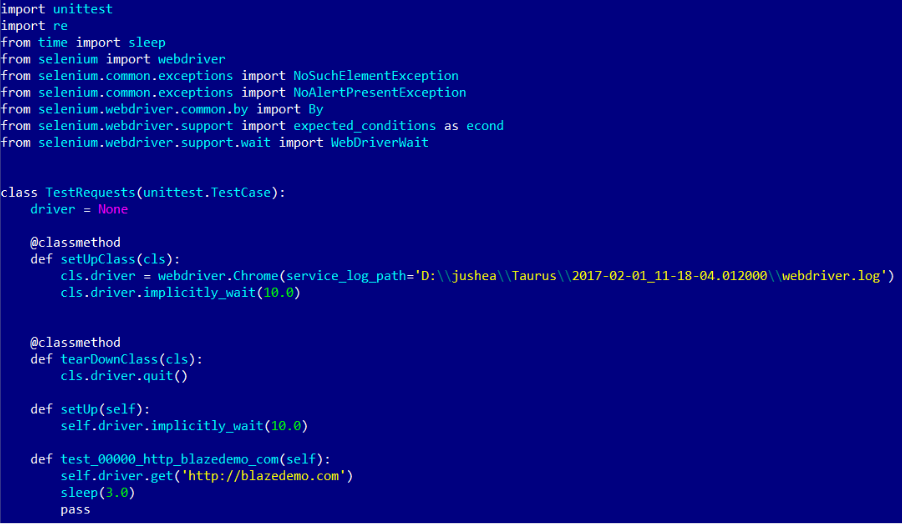 import unittest
import re
from time import sleep
from selenium import webdriver
from selenium.common.exceptions import NoSuchElementException
from selenium.common.exceptions import NoAlertPresentException
from selenium.webdriver.common.by import By
from selenium.webdriver.support import expected_conditions as econd
from selenium.webdriver.support.wait import WebDriverWait


class TestRequests(unittest.TestCase):
    driver = None

    @classmethod
    def setUpClass(cls):
        cls.driver = webdriver.Chrome(service_log_path='D:\\jushea\\Taurus\\2017-02-01_11-18-04.012000\\webdriver.log')
        cls.driver.implicitly_wait(10.0)


    @classmethod
    def tearDownClass(cls):
        cls.driver.quit()

    def setUp(self):
        self.driver.implicitly_wait(10.0)

    def test_00000_http_blazedemo_com(self):
        self.driver.get('http://blazedemo.com')
        sleep(3.0)
        pass